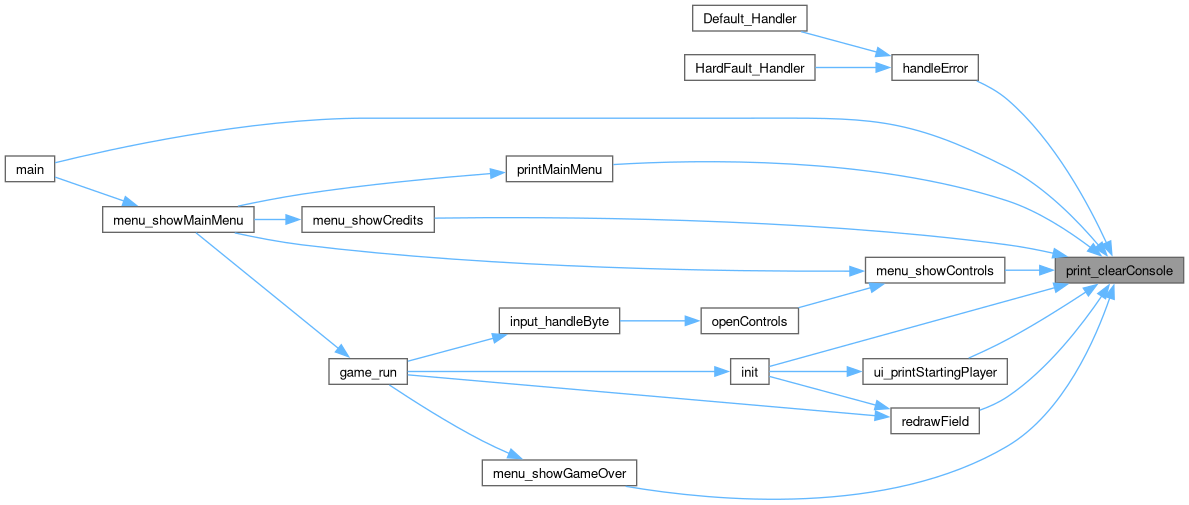 Default_Handler
HardFault_Handler
handleError
main
printMainMenu
menu_showMainMenu
menu_showCredits
menu_showControls
print_clearConsole
input_handleByte
openControls
game_run
init
ui_printStartingPlayer
redrawField
menu_showGameOver